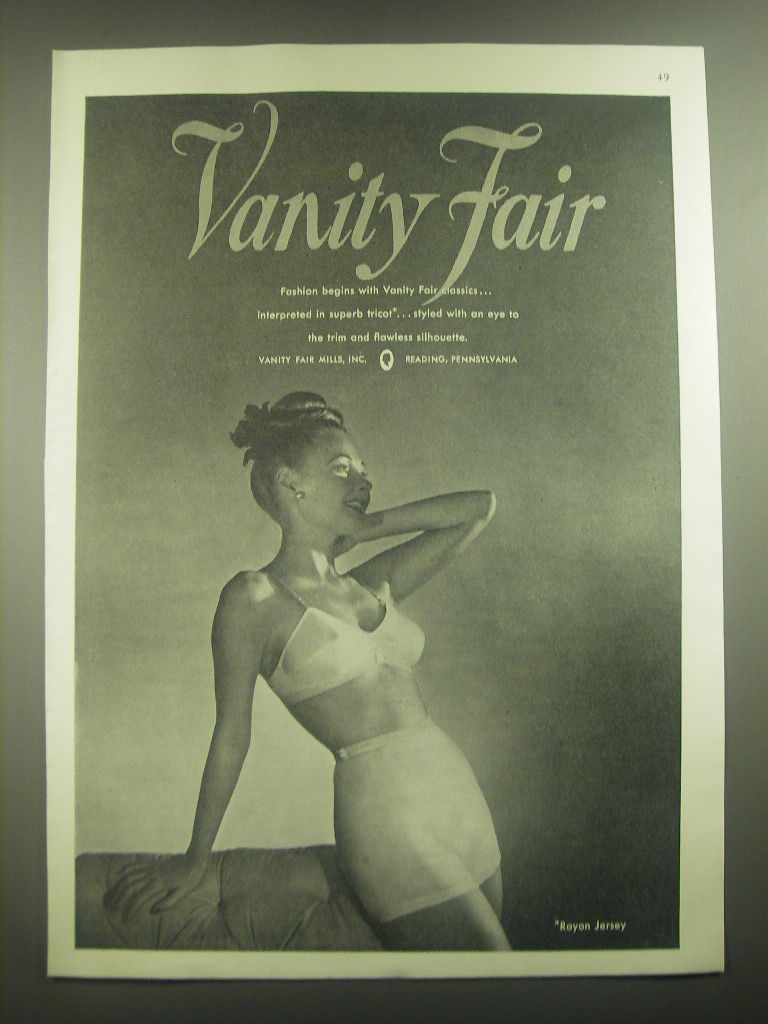 49
Vanity Fair
Fashion begins with Vanity Fair classics...
interpreted in superb tricot*...styled with an eye to
the trim and flawless silhouette.
VANITY FAIR MILLS, INC. READING, PENNSYLVANIA
*Rayon Jersey